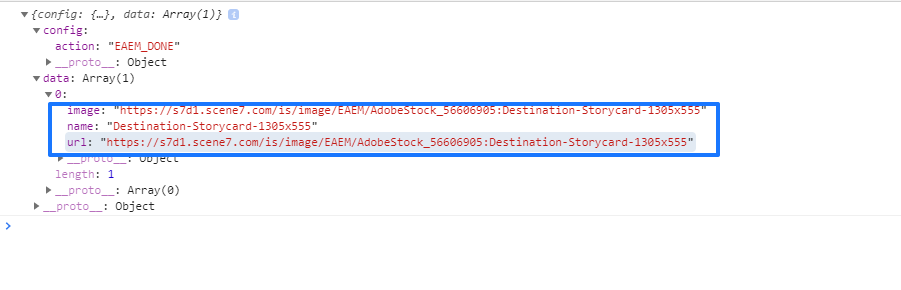 ▼{config: {…}, data: Array(1)} i
▼config:
action: "EAEM_DONE"
▶__proto__: Object
▼data: Array(1)
▼0:
image: "https://s7d1.scene7.com/is/image/EAEM/AdobeStock_56606905:Destination-Storycard-1305x555"
name: "Destination-Storycard-1305x555"
url: "https://s7d1.scene7.com/is/image/EAEM/AdobeStock_56606905:Destination-Storycard-1305x555"
▶__proto__: Object
length: 1
▶__proto__: Array(0)
▶__proto__: Object
>